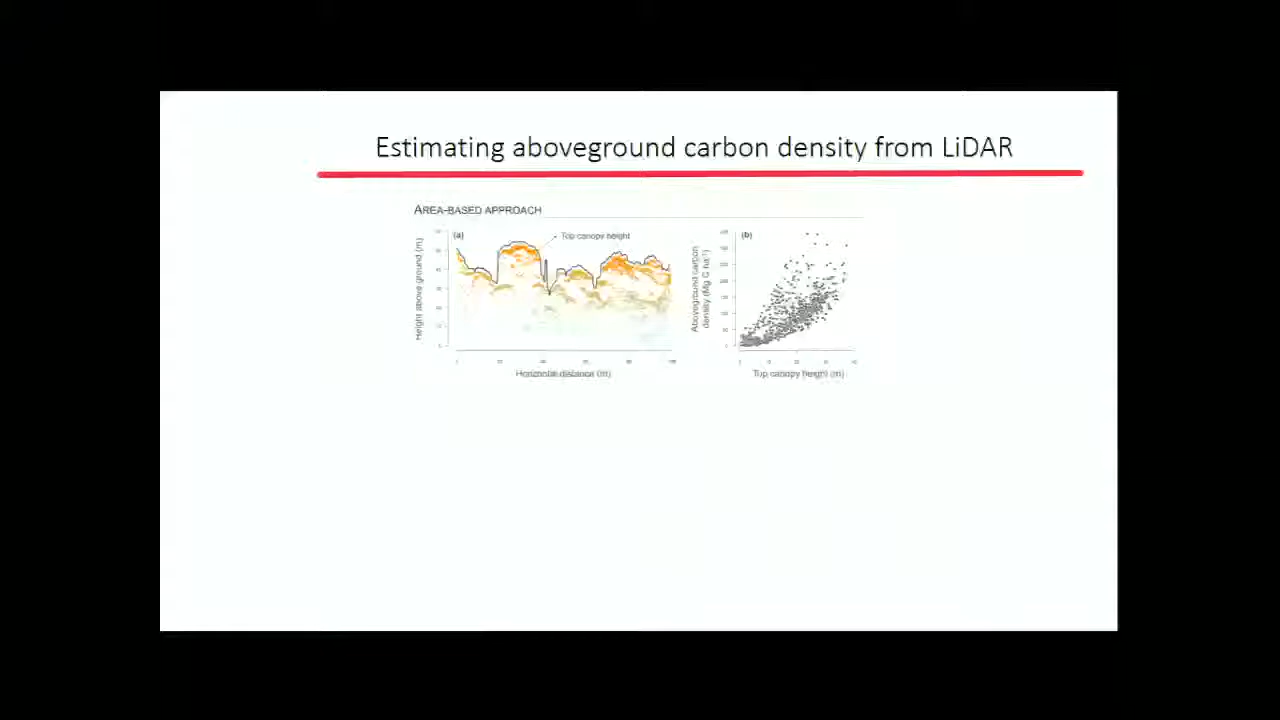 Estimating aboveground carbon density from LiDAR
AREA-BASED APPROACH
(a)
Top canopy height
Height above ground (m)
Horizontal distance (m)
(b)
Aboveground carbon
density (Mg C ha⁻¹)
Top canopy height (m)